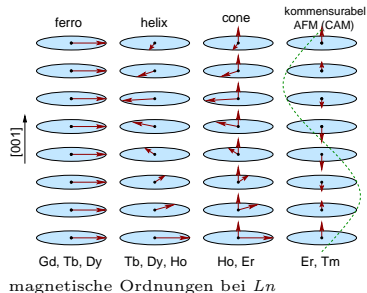 ferro helix cone kommensurabel
AFM (CAM)
[001]
Gd, Tb, Dy Tb, Dy, Ho Ho, Er Er, Tm
magnetische Ordnungen bei Ln